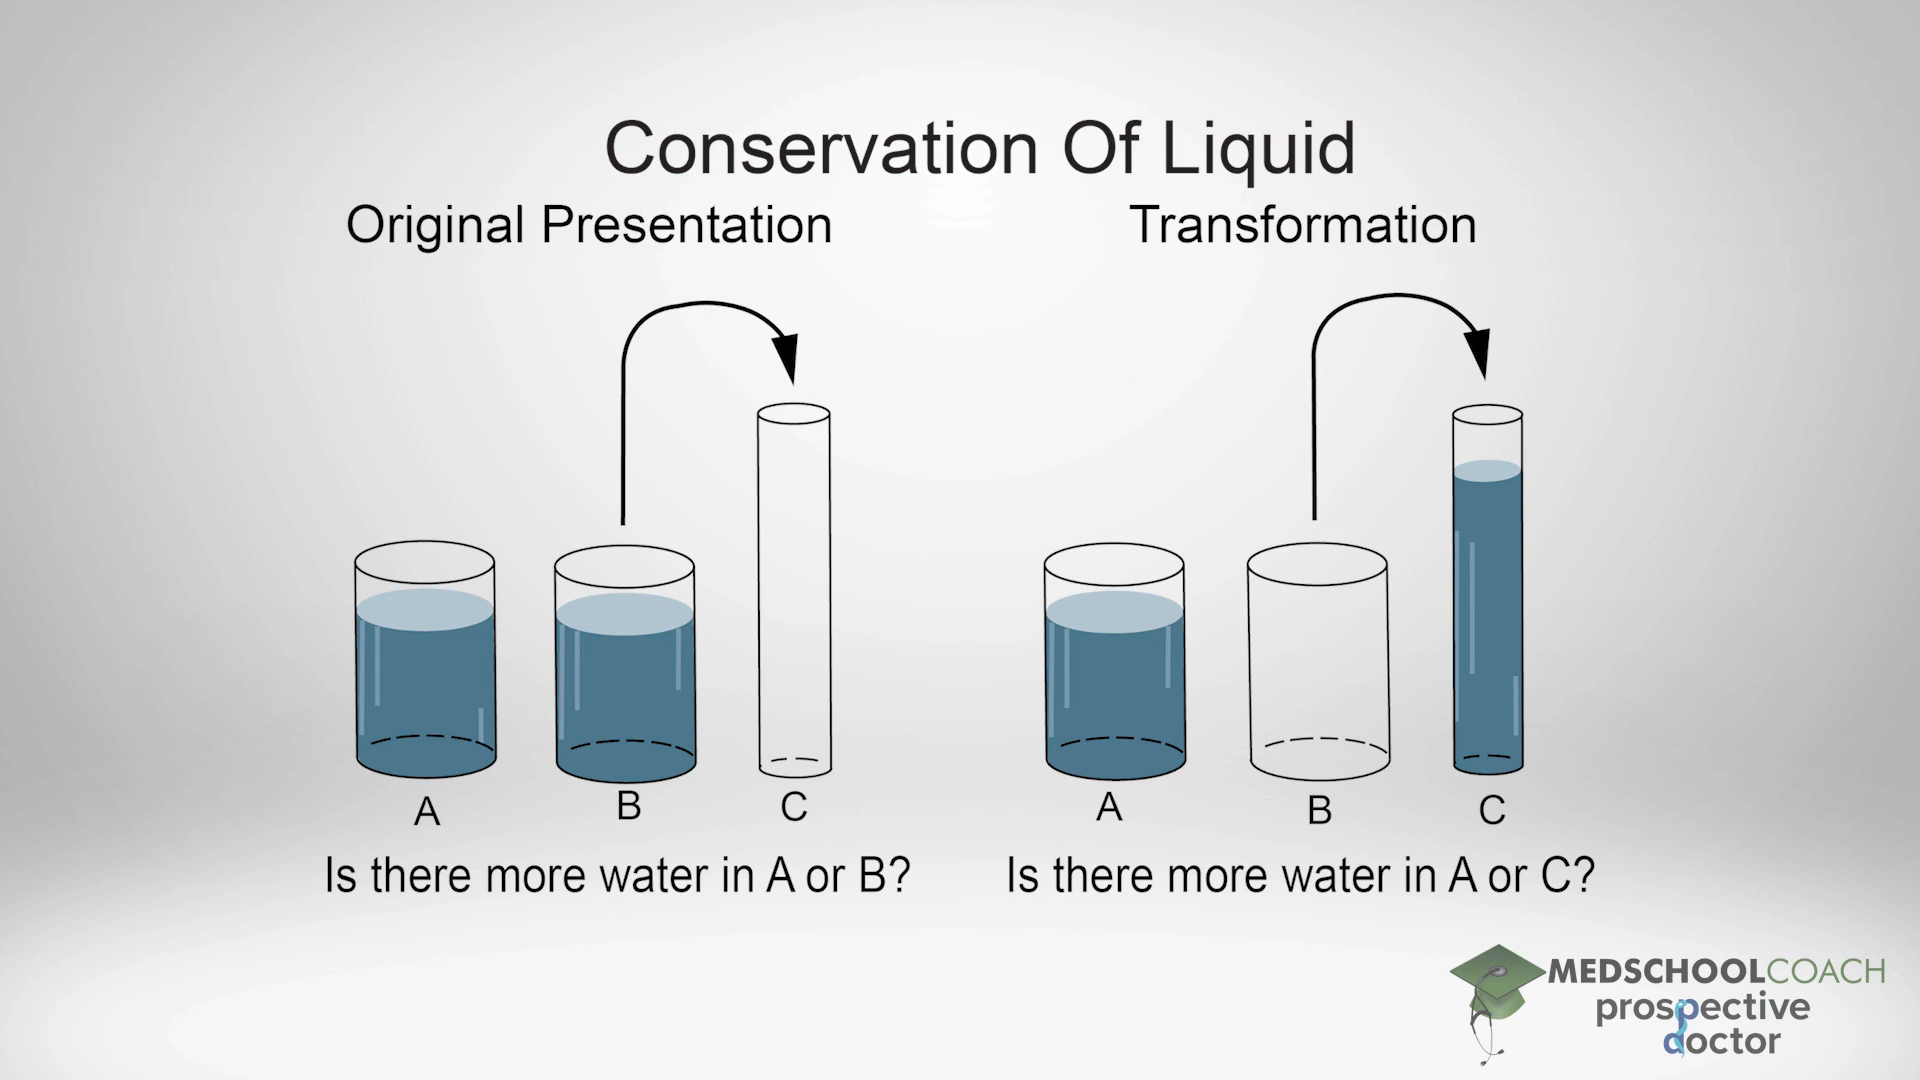 Conservation Of Liquid
Original Presentation
Transformation
A
B
C
A
B
C
Is there more water in A or B?
Is there more water in A or C?
MEDSCHOOLCOACH
prospective
doctor